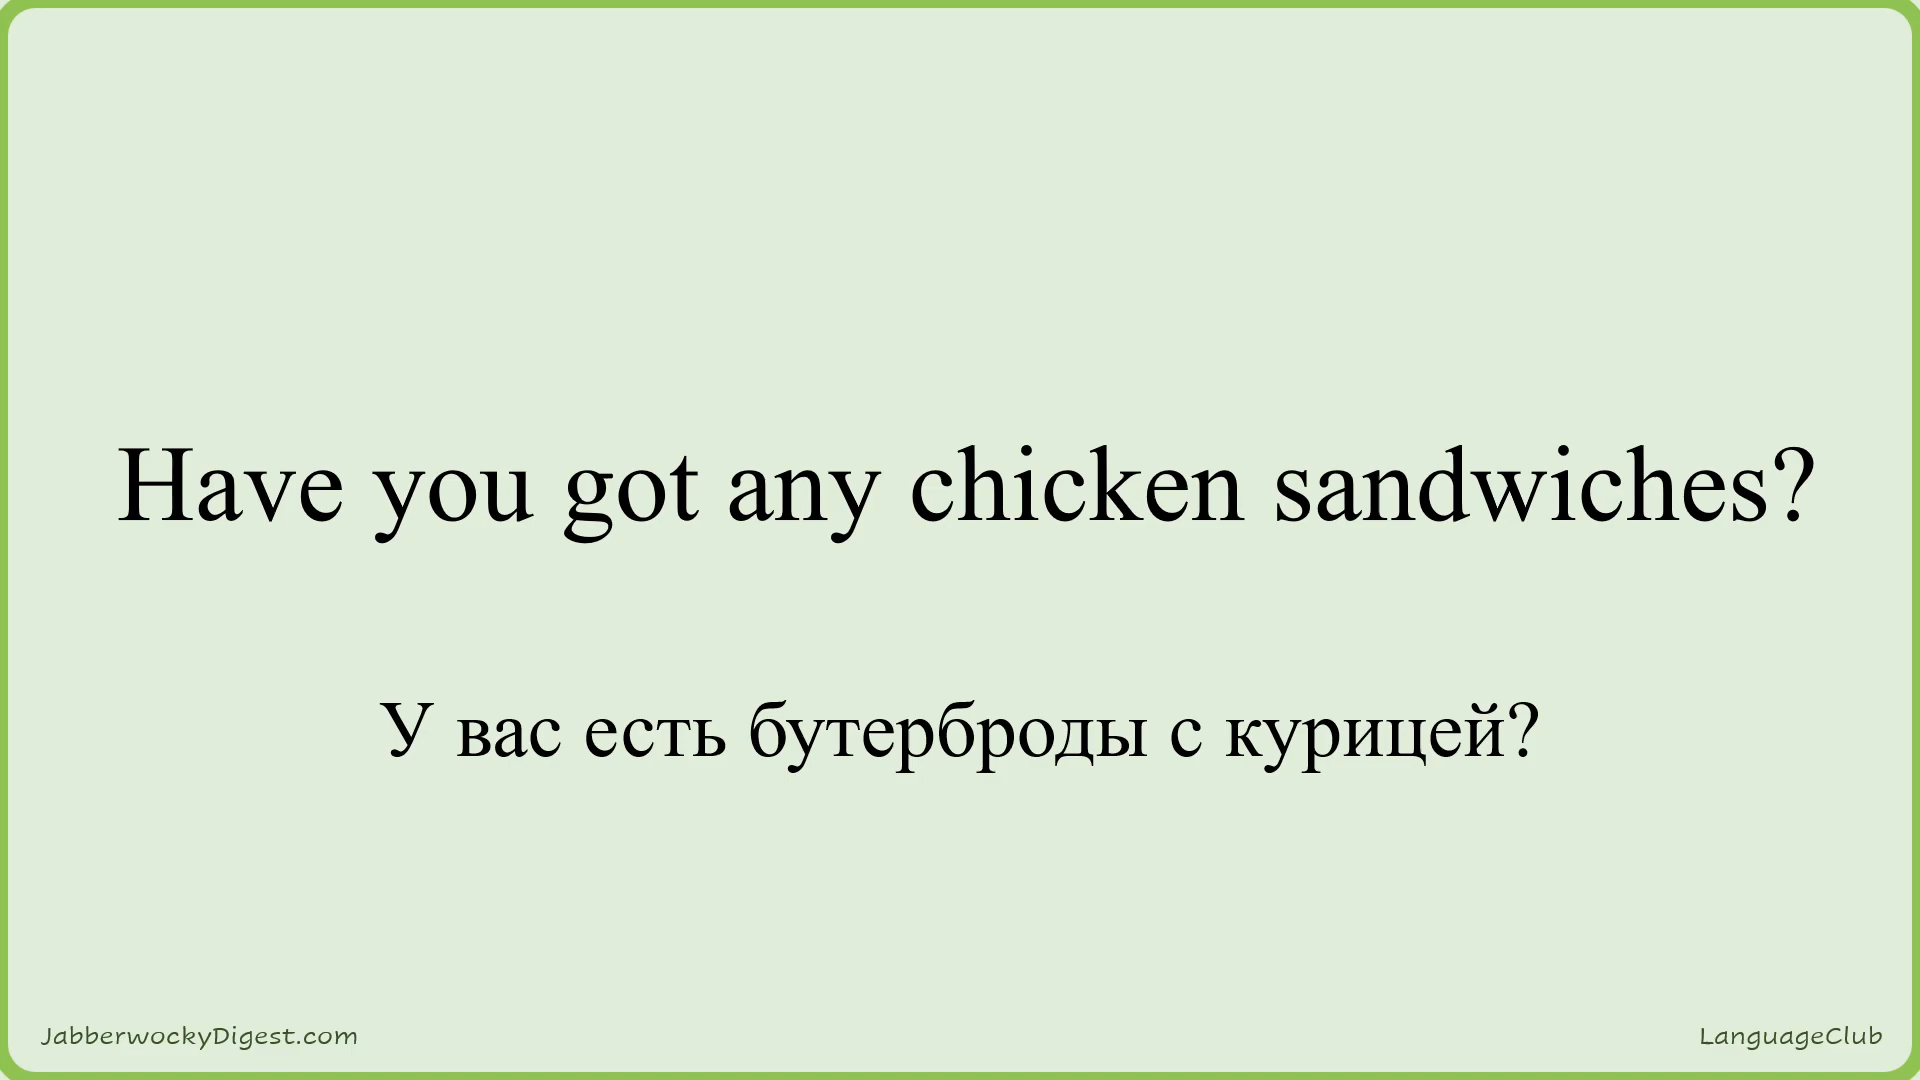 Have you got any chicken sandwiches?
У вас есть бутерброды с курицей?
JabberwockyDigest.com
LanguageClub